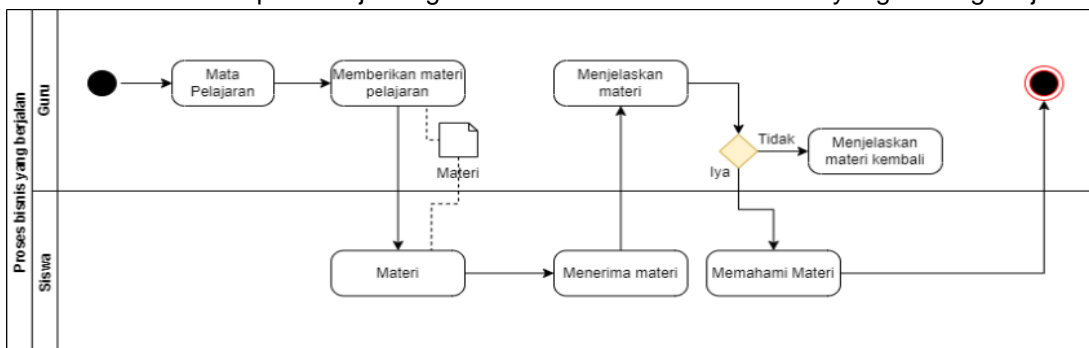 Proses bisnis yang berjalan
Guru
Mata
Pelajaran
Memberikan materi
pelajaran
Materi
Menjelaskan
materi
Tidak
Iya
Menjelaskan
materi kembali
Siswa
Materi
Menerima materi
Memahami Materi